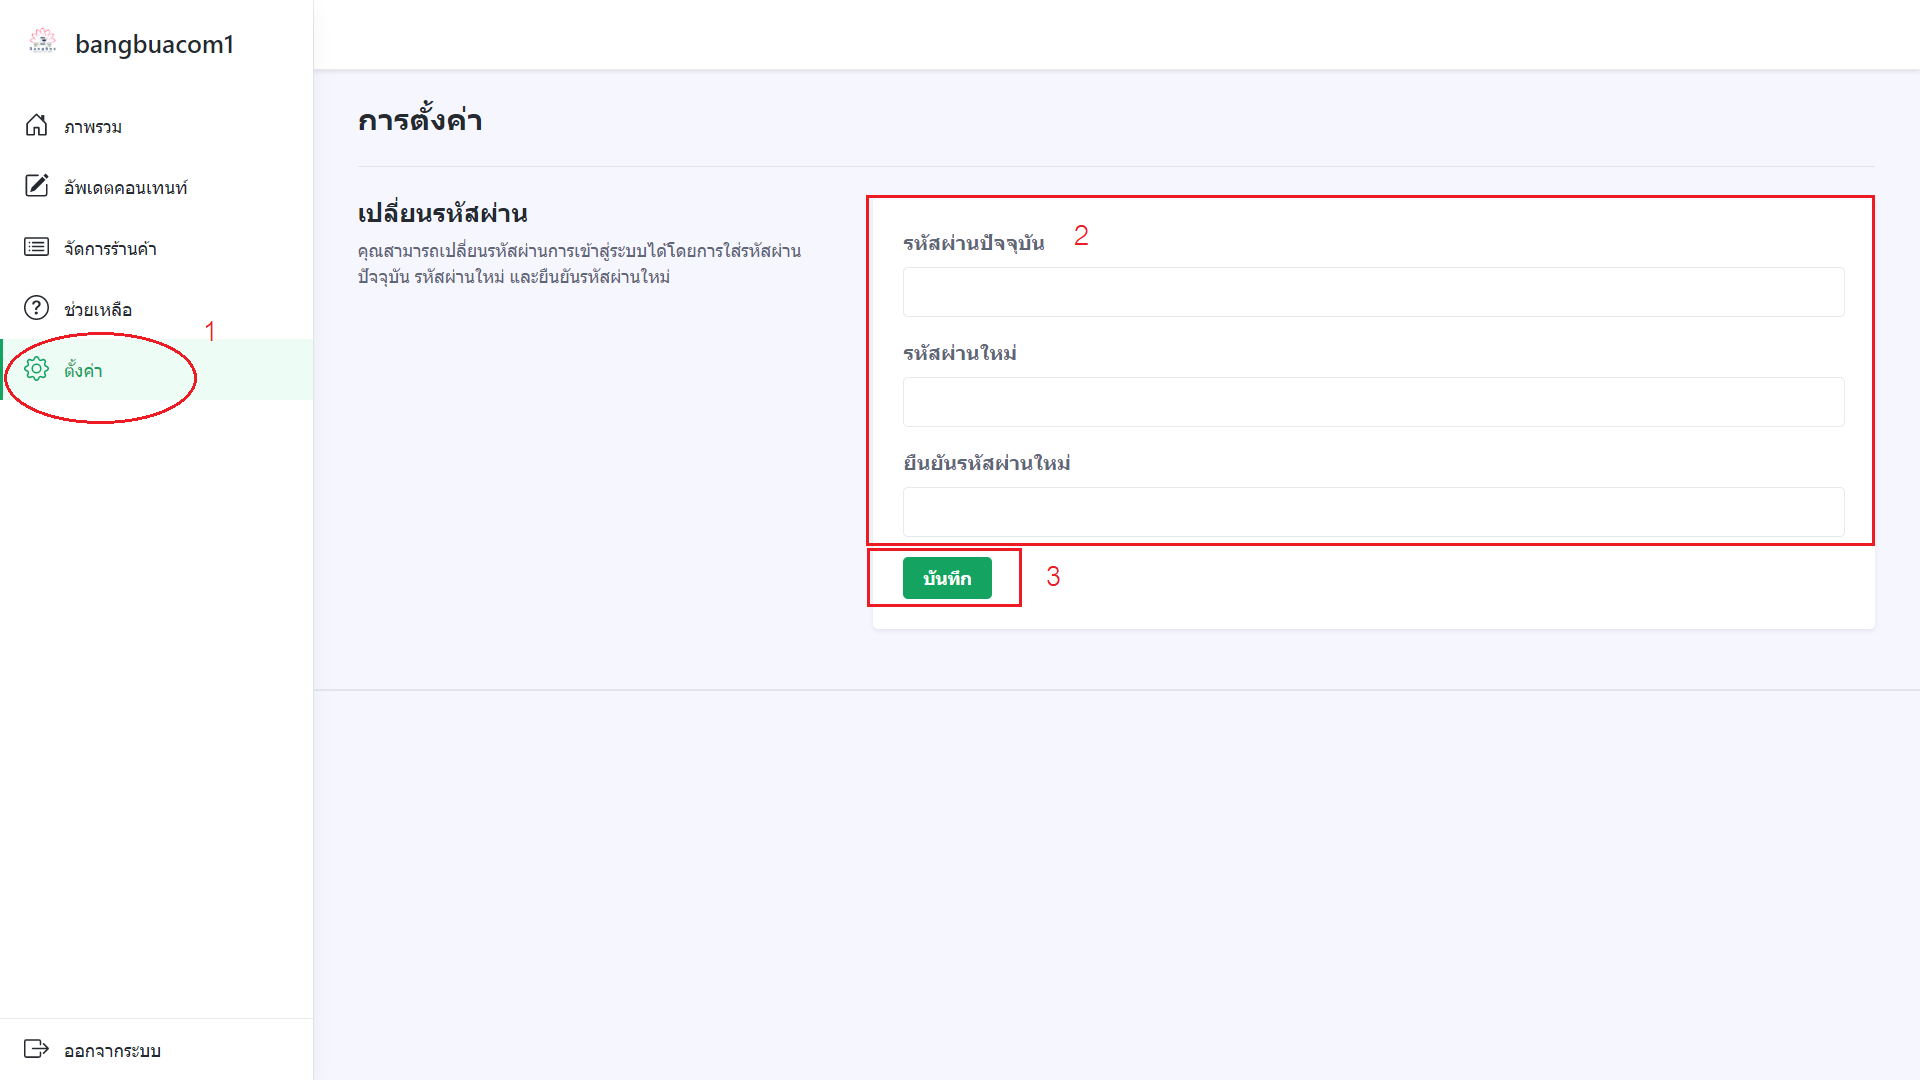 bangbuacom1
ภาพรวม
อัพเดตคอนเทนท์
จัดการร้านค้า
ช่วยเหลือ
1
ตั้งค่า
ออกจากระบบ
การตั้งค่า
เปลี่ยนรหัสผ่าน
คุณสามารถเปลี่ยนรหัสผ่านการเข้าสู่ระบบได้โดยการใส่รหัสผ่าน
ปัจจุบัน รหัสผ่านใหม่ และยืนยันรหัสผ่านใหม่
รหัสผ่านปัจจุบัน 2
รหัสผ่านใหม่
ยืนยันรหัสผ่านใหม่
บันทึก 3